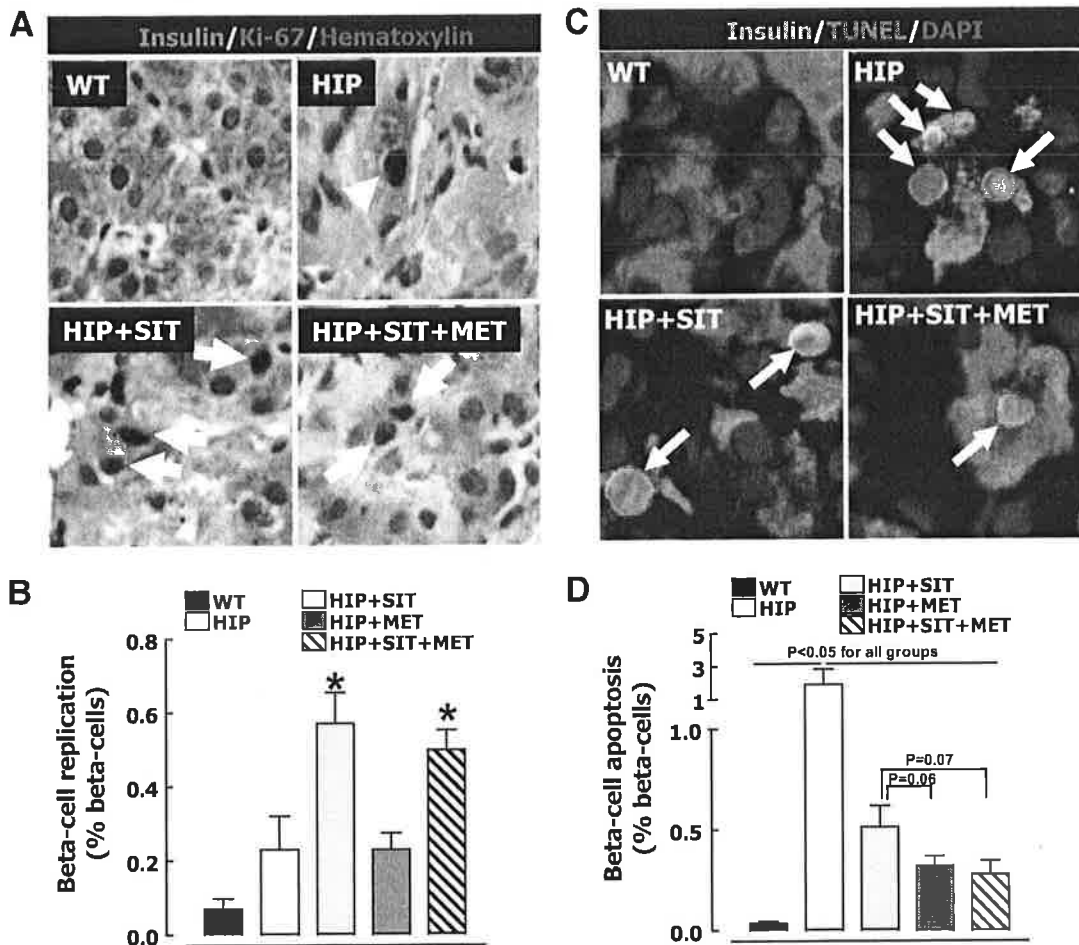 A
Insulin/Ki-67/Hematoxylin
WT
HIP
HIP+SIT
HIP+SIT+MET
B
WT
HIP
HIP+SIT
HIP+MET
HIP+SIT+MET
Beta-cell replication
(% beta-cells)
0.8
0.6
0.4
0.2
0.0
*
*
C
Insulin/TUNEL/DAPI
WT
HIP
HIP+SIT
HIP+SIT+MET
D
WT
HIP
HIP+SIT
HIP+MET
HIP+SIT+MET
Beta-cell apoptosis
(% beta-cells)
5
3
1
1.0
0.5
0.0
P<0.05 for all groups
P=0.07
P=0.06